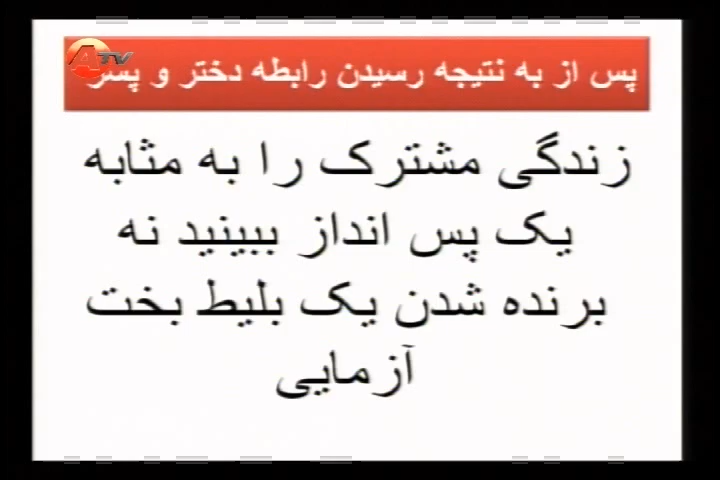 ATV
پس از به نتیجه رسیدن رابطه دختر و پسر
زندگی مشترک را به مثابه
یک پس انداز ببینید نه
برنده شدن یک بلیط بخت
آزمایی